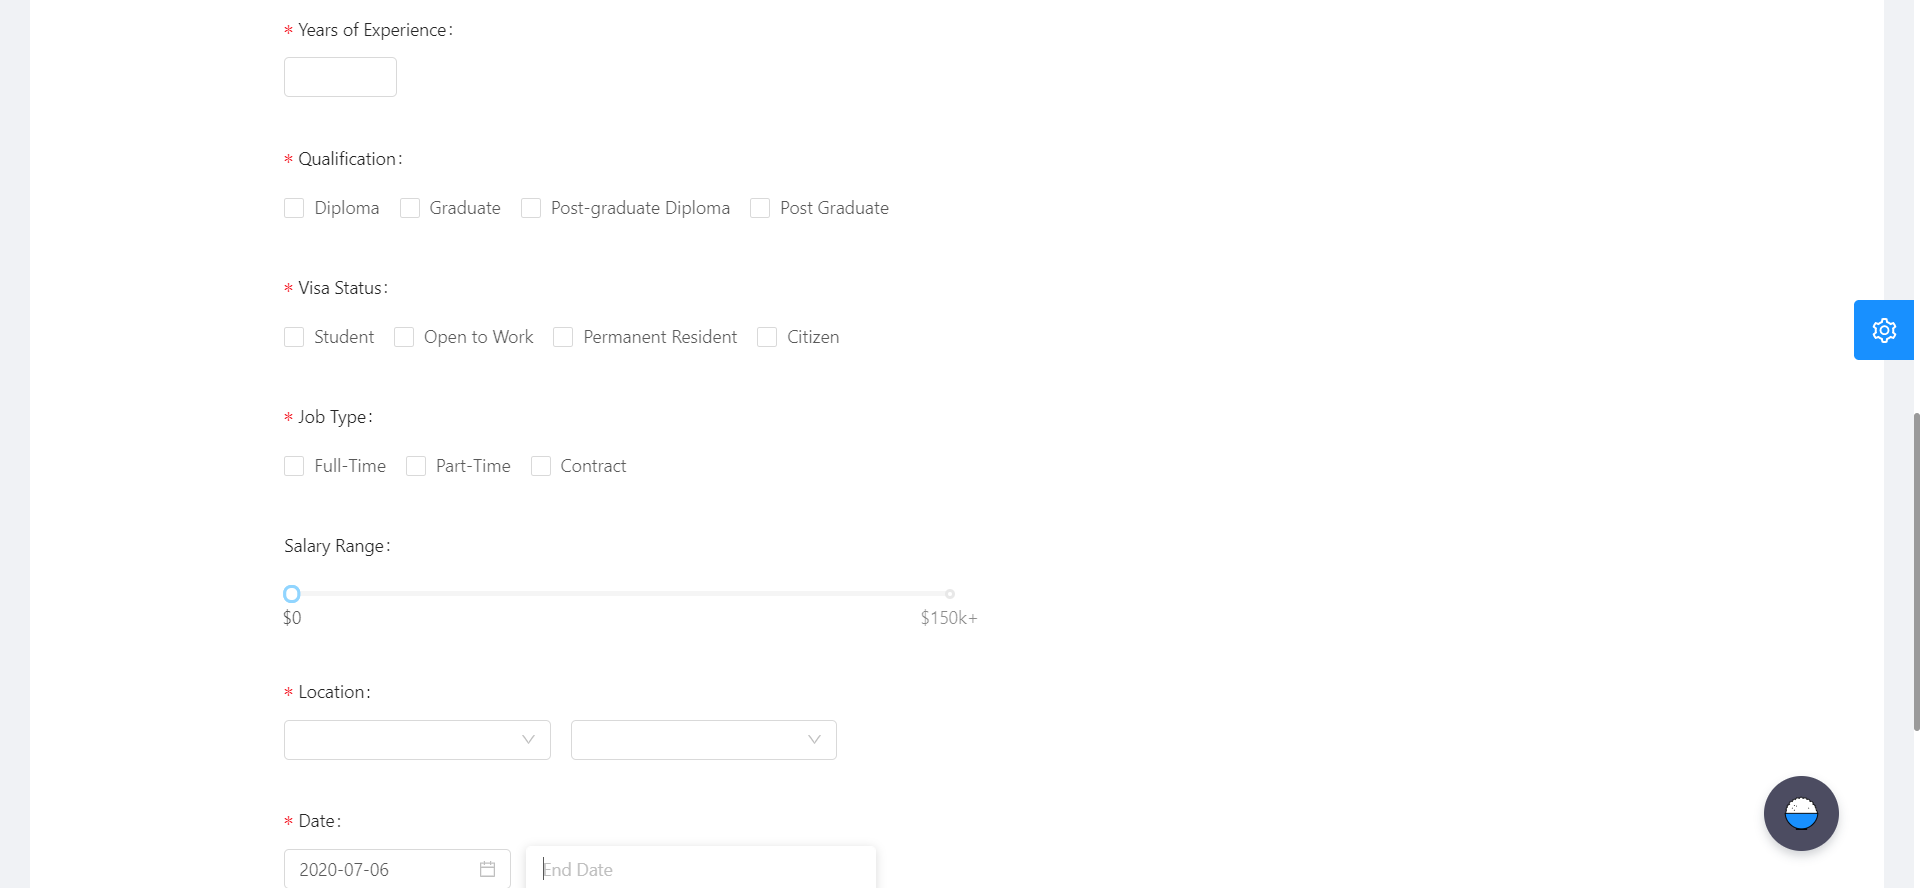 * Years of Experience:
* Qualification:
Diploma Graduate Post-graduate Diploma Post Graduate
* Visa Status:
Student Open to Work Permanent Resident Citizen
* Job Type:
Full-Time Part-Time Contract
Salary Range:
$0 $150k+
* Location:
* Date:
2020-07-06 End Date